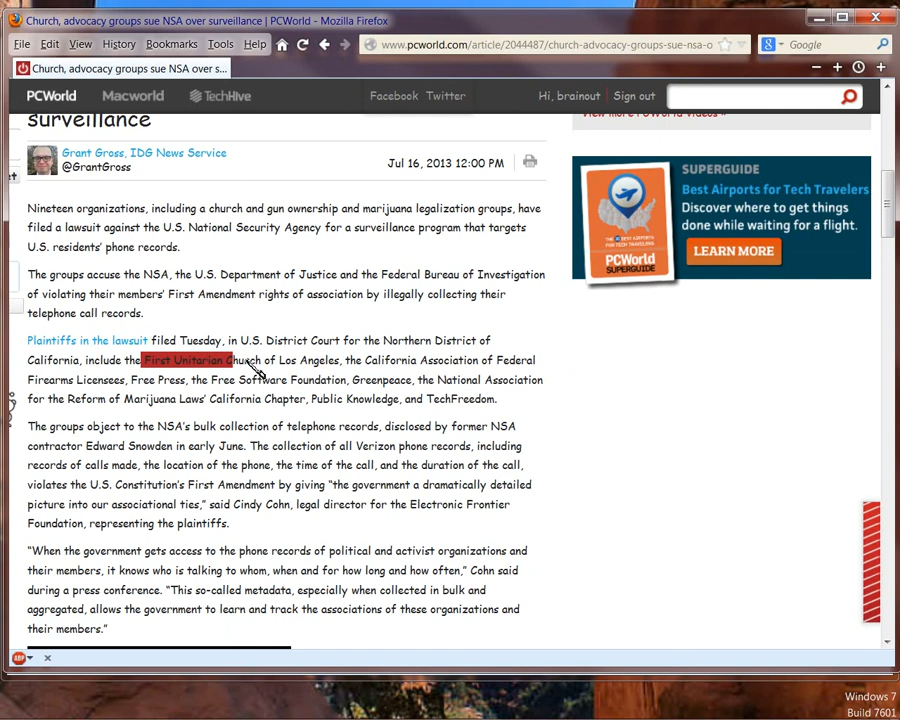 Church, advocacy groups sue NSA over surveillance | PCWorld - Mozilla Firefox
File Edit View History Bookmarks Tools Help
www.pcworld.com/article/2044487/church-advocacy-groups-sue-nsa-o
Google
Church, advocacy groups sue NSA over s...
PCWorld Macworld TechHive Facebook Twitter Hi, brainout Sign out
surveillance
View more PCWorld videos »
Grant Gross, IDG News Service
@GrantGross
Jul 16, 2013 12:00 PM
Nineteen organizations, including a church and gun ownership and marijuana legalization groups, have
filed a lawsuit against the U.S. National Security Agency for a surveillance program that targets
U.S. residents' phone records.
The groups accuse the NSA, the U.S. Department of Justice and the Federal Bureau of Investigation
of violating their members' First Amendment rights of association by illegally collecting their
telephone call records.
Plaintiffs in the lawsuit filed Tuesday, in U.S. District Court for the Northern District of
California, include the First Unitarian Church of Los Angeles, the California Association of Federal
Firearms Licensees, Free Press, the Free Software Foundation, Greenpeace, the National Association
for the Reform of Marijuana Laws' California Chapter, Public Knowledge, and TechFreedom.
The groups object to the NSA's bulk collection of telephone records, disclosed by former NSA
contractor Edward Snowden in early June. The collection of all Verizon phone records, including
records of calls made, the location of the phone, the time of the call, and the duration of the call,
violates the U.S. Constitution's First Amendment by giving "the government a dramatically detailed
picture into our associational ties," said Cindy Cohn, legal director for the Electronic Frontier
Foundation, representing the plaintiffs.
"When the government gets access to the phone records of political and activist organizations and
their members, it knows who is talking to whom, when and for how long and how often," Cohn said
during a press conference. "This so-called metadata, especially when collected in bulk and
aggregated, allows the government to learn and track the associations of these organizations and
their members."
SUPERGUIDE
Best Airports for Tech Travelers
Discover where to get things
done while waiting for a flight.
LEARN MORE
PCWorld
SUPERGUIDE
ABP
Windows 7
Build 7601